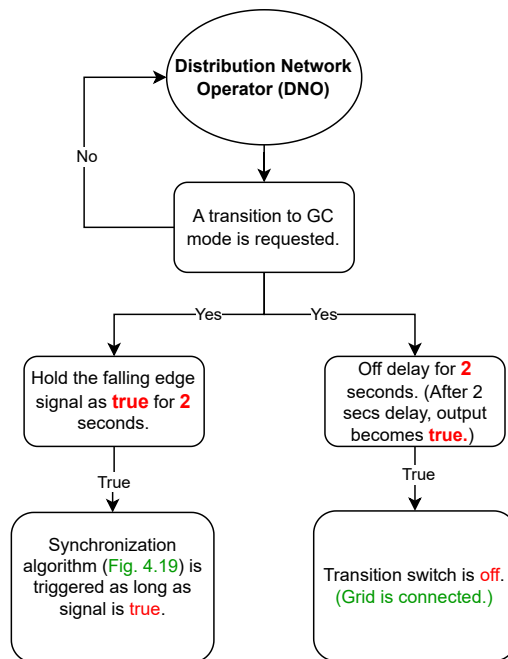 Distribution Network
Operator (DNO)
No
A transition to GC
mode is requested.
Yes
Yes
Hold the falling edge
signal as true for 2
seconds.
Off delay for 2
seconds. (After 2
secs delay, output
becomes true.)
True
True
Synchronization
algorithm (Fig. 4.19) is
triggered as long as
signal is true.
Transition switch is off.
(Grid is connected.)